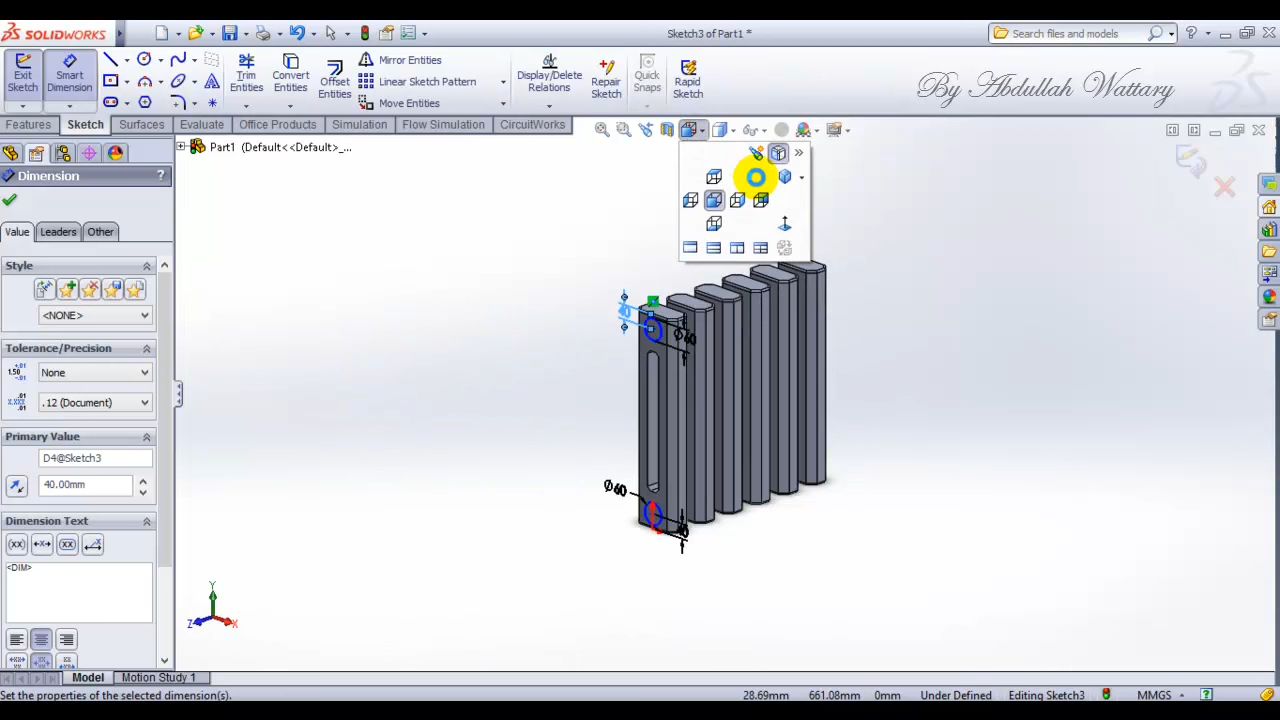 SOLIDWORKS
Sketch3 of Part1 *
Search files and models
Exit Sketch
Smart Dimension
Trim Entities
Convert Entities
Offset Entities
Mirror Entities
Linear Sketch Pattern
Move Entities
Display/Delete Relations
Repair Sketch
Quick Snaps
Rapid Sketch
By Abdullah Wattary
Features
Sketch
Surfaces
Evaluate
Office Products
Simulation
Flow Simulation
CircuitWorks
Part1 (Default<<Default>_...
Dimension
?
Value
Leaders
Other
Style
<NONE>
Tolerance/Precision
None
.12 (Document)
Primary Value
D4@Sketch3
40.00mm
Dimension Text
<DIM>
40
Ø60
Ø60
Y
Z
X
Model
Motion Study 1
Set the properties of the selected dimension(s).
28.69mm
661.08mm
0mm
Under Defined
Editing Sketch3
MMGS